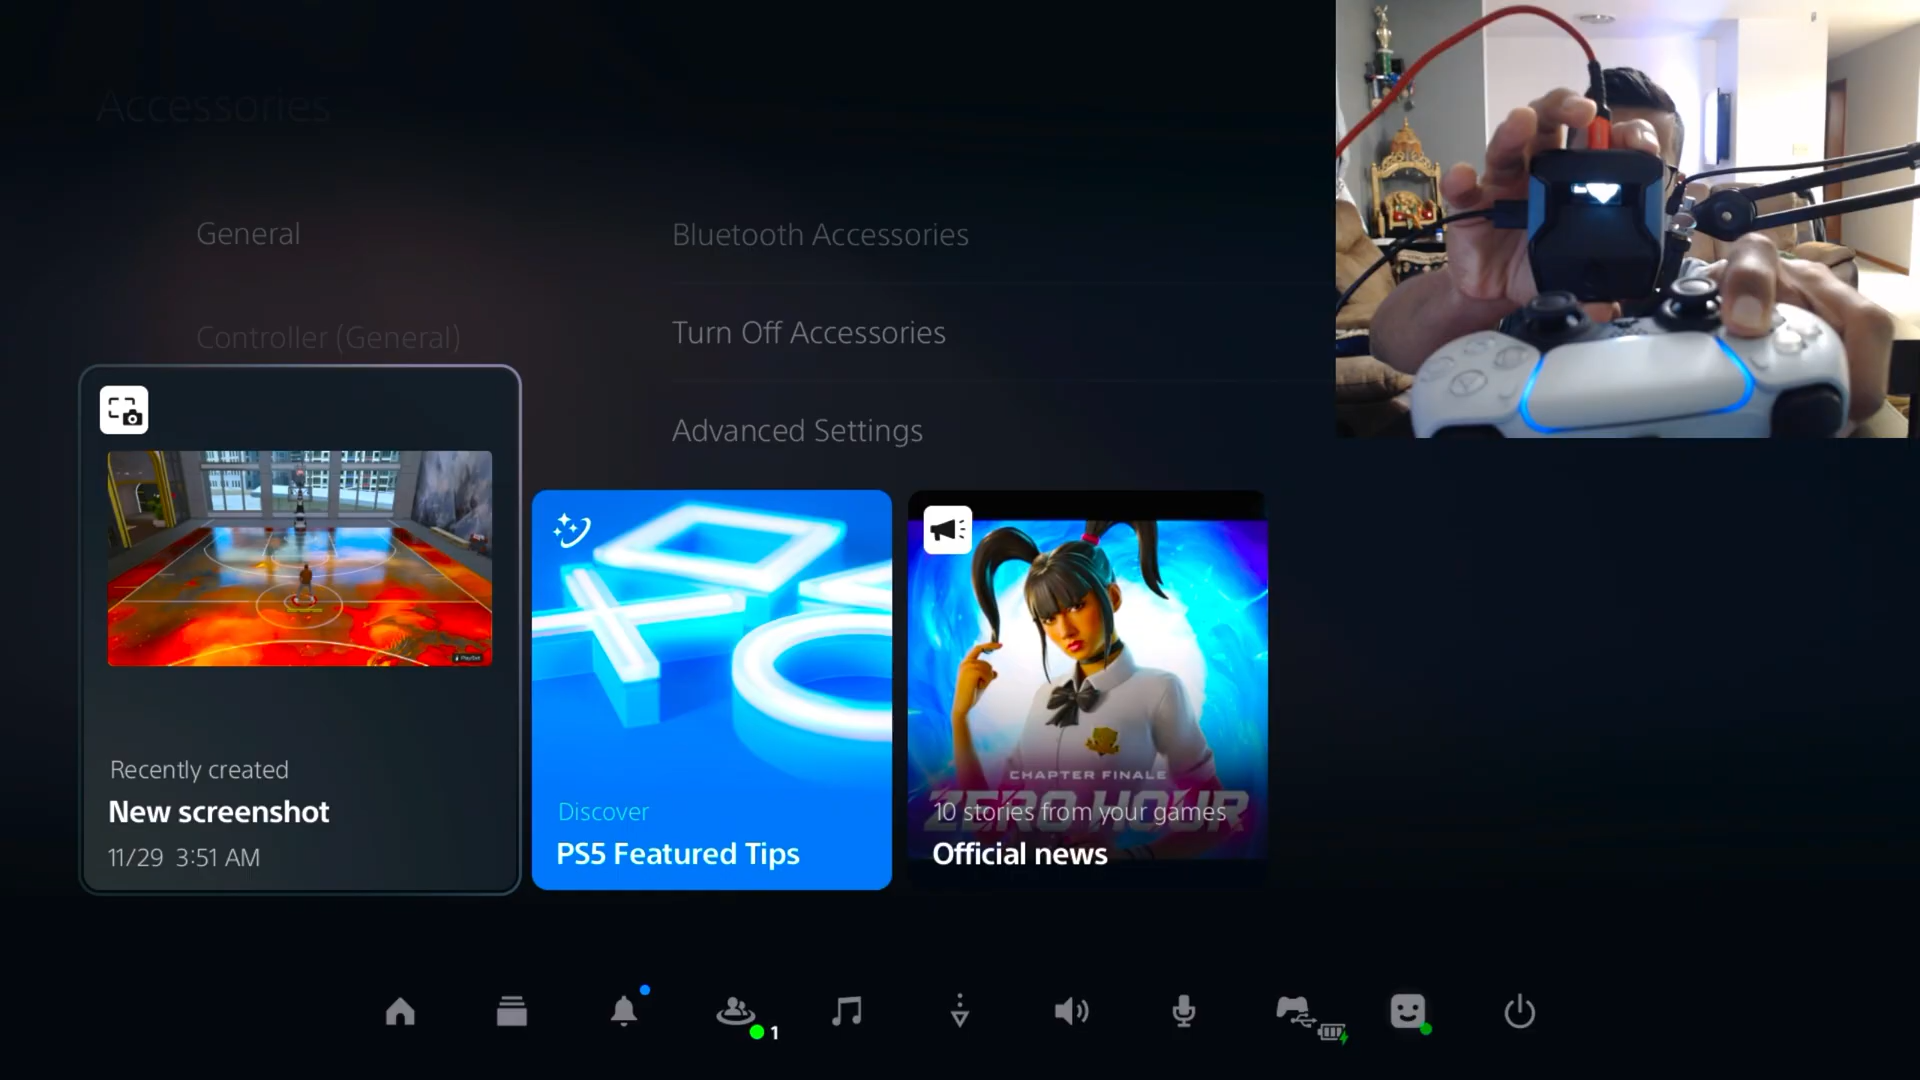 Accessories
General
Bluetooth Accessories
Controller (General)
Turn Off Accessories
Advanced Settings
Recently created
New screenshot
11/29 3:51 AM
Discover
PS5 Featured Tips
CHAPTER FINALE
ZERO HOUR
10 stories from your games
Official news
1